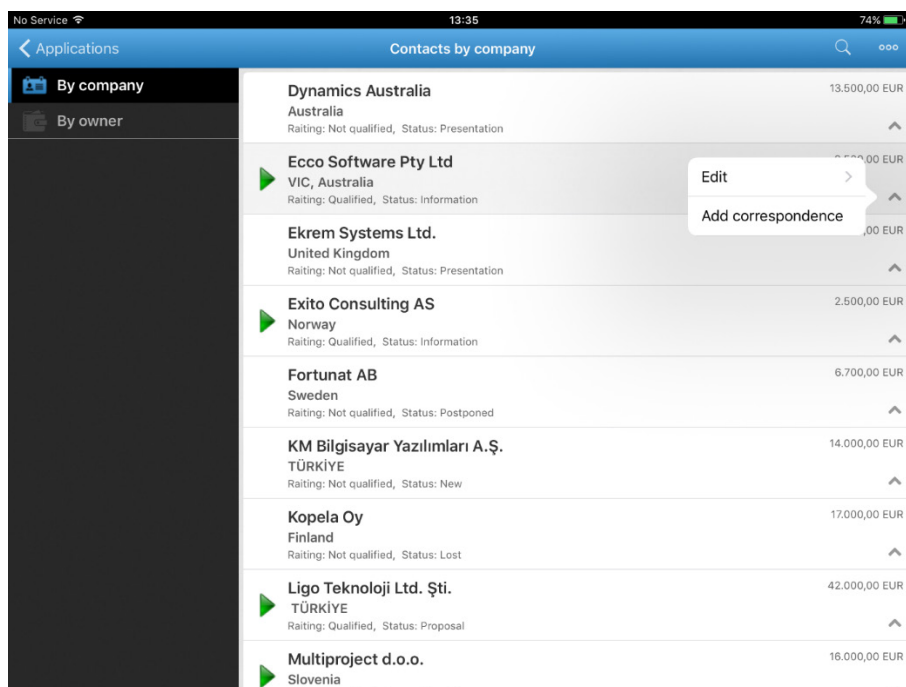 No Service 13:35 74%
Applications Contacts by company
By company
By owner
Dynamics Australia 13.500,00 EUR
Australia
Raiting: Not qualified, Status: Presentation
Ecco Software Pty Ltd
VIC, Australia
Raiting: Qualified, Status: Information
Edit
Add correspondence
Ekrem Systems Ltd. ,00 EUR
United Kingdom
Raiting: Not qualified, Status: Presentation
Exito Consulting AS 2.500,00 EUR
Norway
Raiting: Qualified, Status: Information
Fortunat AB 6.700,00 EUR
Sweden
Raiting: Not qualified, Status: Postponed
KM Bilgisayar Yazılımları A.Ş. 14.000,00 EUR
TÜRKİYE
Raiting: Not qualified, Status: New
Kopela Oy 17.000,00 EUR
Finland
Raiting: Not qualified, Status: Lost
Ligo Teknoloji Ltd. Şti. 42.000,00 EUR
TÜRKİYE
Raiting: Qualified, Status: Proposal
Multiproject d.o.o. 16.000,00 EUR
Slovenia